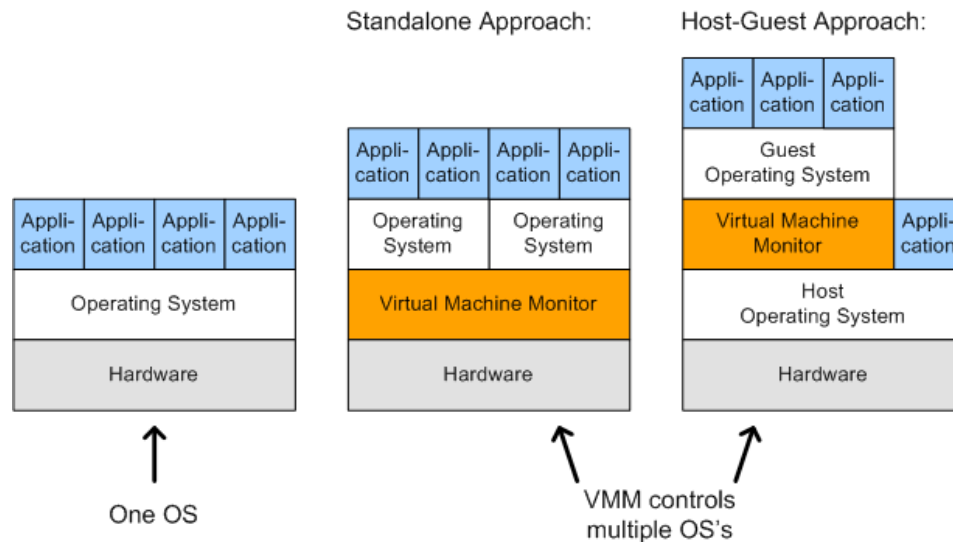 Standalone Approach:
Host-Guest Approach:
Appli-
cation
Appli-
cation
Appli-
cation
Appli-
cation
Operating System
Hardware
One OS
Appli-
cation
Appli-
cation
Appli-
cation
Appli-
cation
Operating
System
Operating
System
Virtual Machine Monitor
Hardware
Appli-
cation
Appli-
cation
Appli-
cation
Guest
Operating System
Virtual Machine
Monitor
Appli-
cation
Host
Operating System
Hardware
VMM controls
multiple OS's